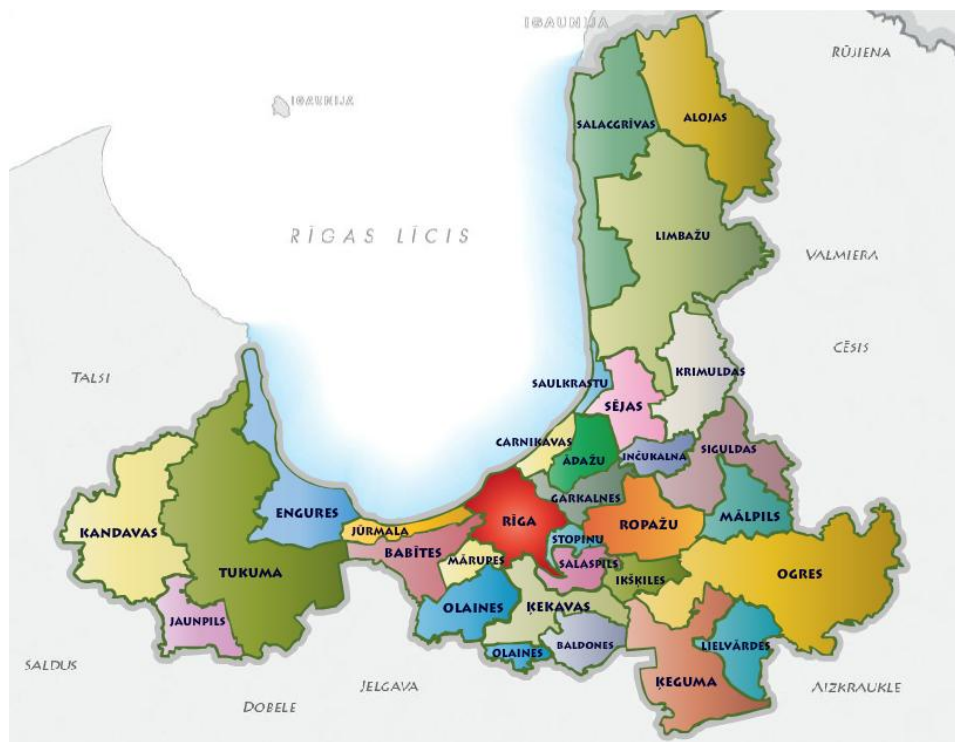 IGAUNIJA
RŪJIENA
IGAUNIJA
SALACGRĪVAS
ALOJAS
RĪGAS LĪCIS
LIMBAŽU
VALMIERA
CĒSIS
TALSI
SAULKRASTU
KRIMULDAS
SĒJAS
CARNIKAVAS
ĀDAŽU
INČUKALNA
SIGULDAS
GARKALNES
ENGURES
JŪRMALA
RĪGA
ROPAŽU
MĀLPILS
KANDAVAS
STOPIŅU
BABĪTES
MĀRUPES
SALASPILS
TUKUMA
IKŠĶILES
OGRES
OLAINES
ĶEKAVAS
JAUNPILS
BALDONES
LIELVĀRDES
OLAINES
SALDUS
ĶEGUMA
JELGAVA
AIZKRAUKLE
DOBELE